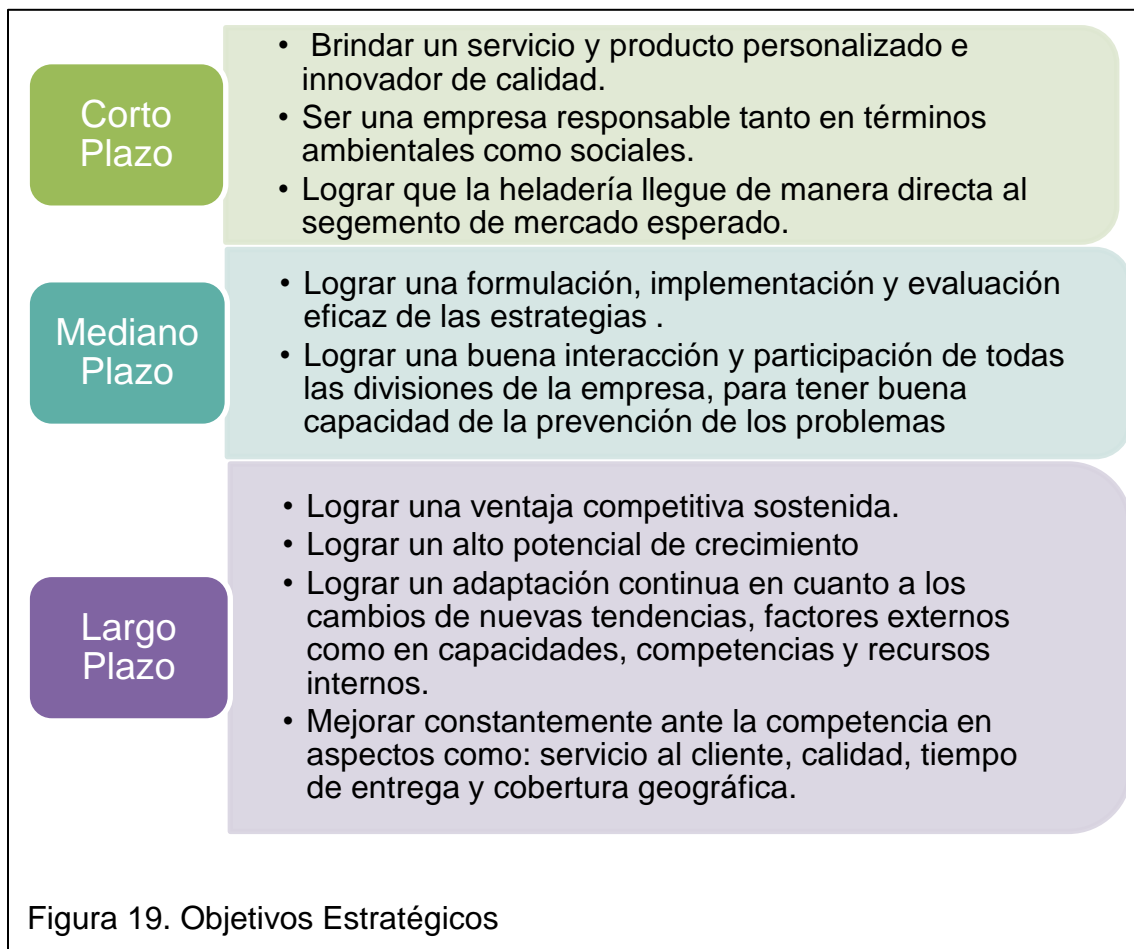 Corto
Plazo
• Brindar un servicio y producto personalizado e
innovador de calidad.
• Ser una empresa responsable tanto en términos
ambientales como sociales.
• Lograr que la heladería llegue de manera directa al
segemento de mercado esperado.
Mediano
Plazo
• Lograr una formulación, implementación y evaluación
eficaz de las estrategias .
• Lograr una buena interacción y participación de todas
las divisiones de la empresa, para tener buena
capacidad de la prevención de los problemas
Largo
Plazo
• Lograr una ventaja competitiva sostenida.
• Lograr un alto potencial de crecimiento
• Lograr un adaptación continua en cuanto a los
cambios de nuevas tendencias, factores externos
como en capacidades, competencias y recursos
internos.
• Mejorar constantemente ante la competencia en
aspectos como: servicio al cliente, calidad, tiempo
de entrega y cobertura geográfica.
Figura 19. Objetivos Estratégicos